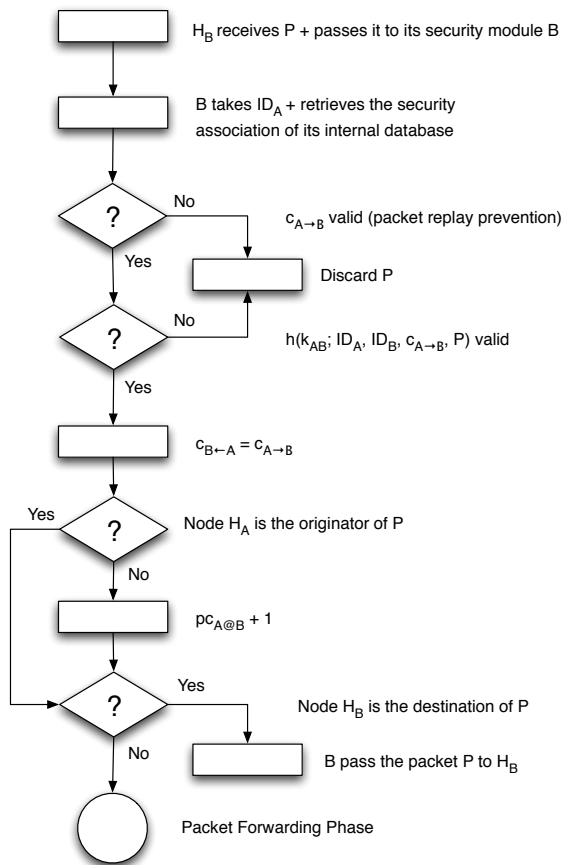 H_B receives P + passes it to its security module B
B takes ID_A + retrieves the security
association of its internal database
?
No
c_A→B valid (packet replay prevention)
Yes
Discard P
?
No
h(k_AB; ID_A, ID_B, c_A→B, P) valid
Yes
c_B←A = c_A→B
Yes
?
Node H_A is the originator of P
No
pc_A@B + 1
?
Yes
Node H_B is the destination of P
No
B pass the packet P to H_B
Packet Forwarding Phase